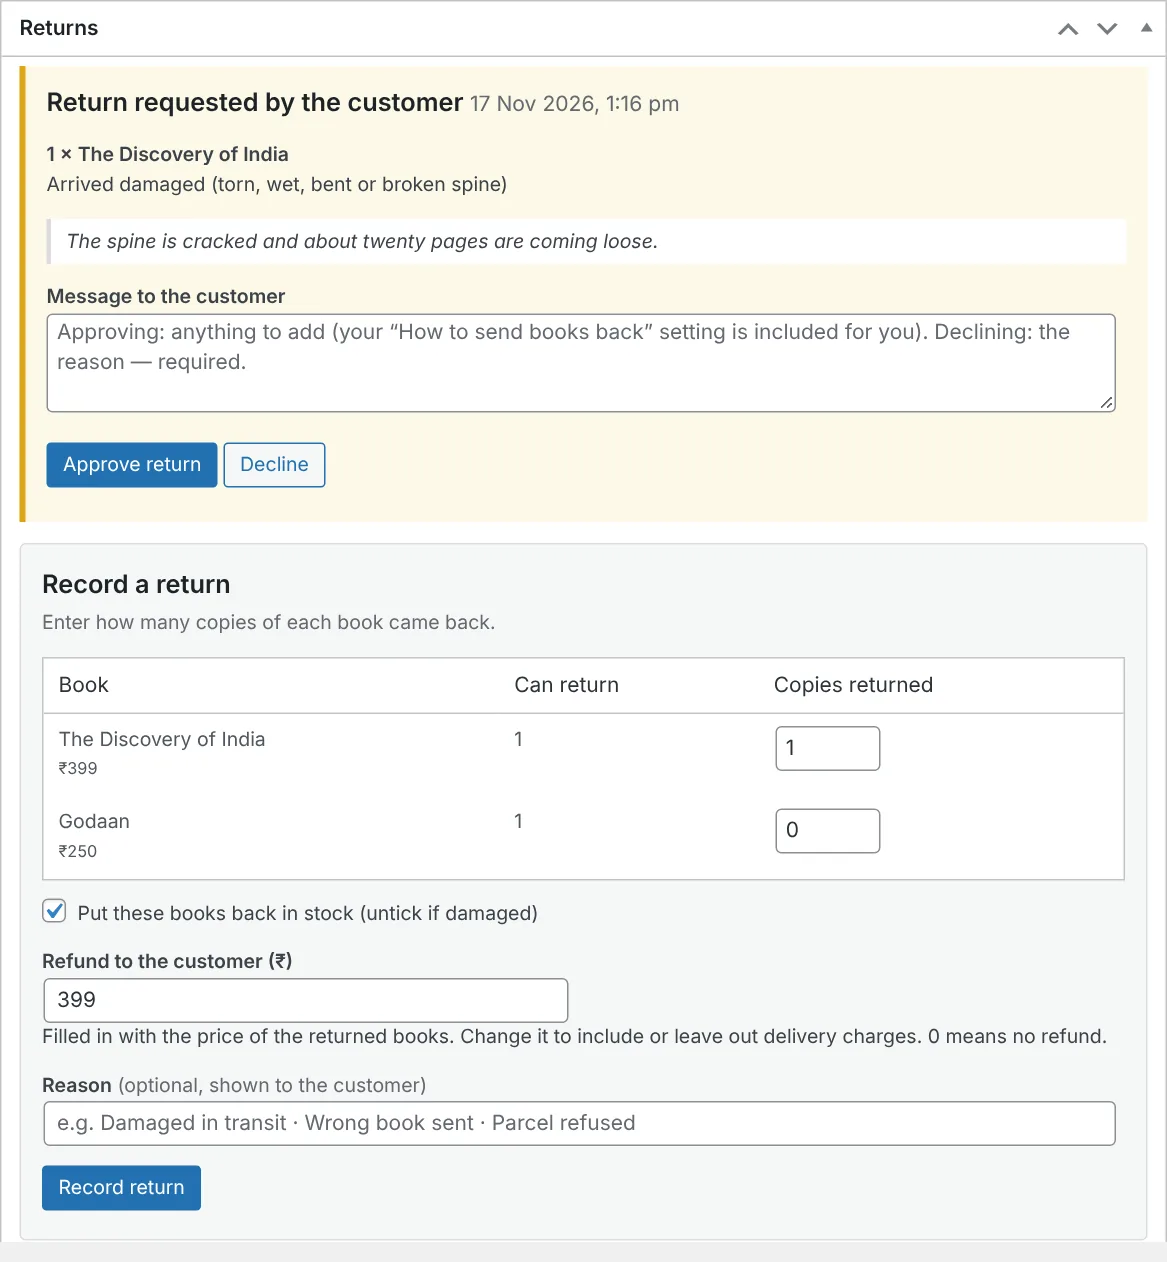 Returns
Return requested by the customer 17 Nov 2026, 1:16 pm
1 × The Discovery of India
Arrived damaged (torn, wet, bent or broken spine)
The spine is cracked and about twenty pages are coming loose.
Message to the customer
Approving: anything to add (your “How to send books back” setting is included for you). Declining: the
reason — required.
Approve return Decline
Record a return
Enter how many copies of each book came back.
Book Can return Copies returned
The Discovery of India 1 1
₹399
Godaan 1 0
₹250
Put these books back in stock (untick if damaged)
Refund to the customer (₹)
399
Filled in with the price of the returned books. Change it to include or leave out delivery charges. 0 means no refund.
Reason (optional, shown to the customer)
e.g. Damaged in transit · Wrong book sent · Parcel refused
Record return